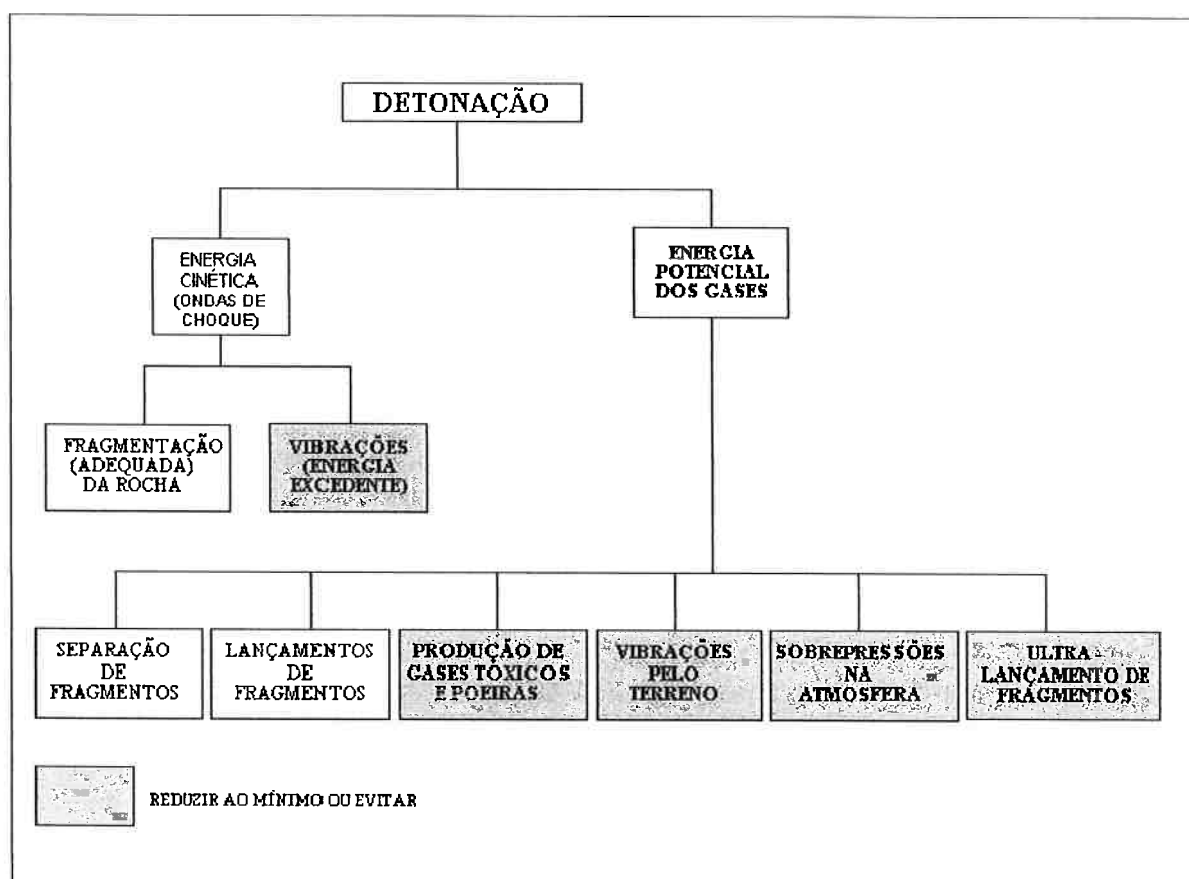 DETONAÇÃO
ENERGIA
CINÉTICA
(ONDAS DE
CHOQUE)
ENERGIA
POTENCIAL
DOS GASES
FRAGMENTAÇÃO
(ADEQUADA)
DA ROCHA
VIBRAÇÕES
(ENERGIA
EXCEDENTE)
SEPARAÇÃO
DE
FRAGMENTOS
LANÇAMENTOS
DE
FRAGMENTOS
PRODUÇÃO DE
GASES TÓXICOS
E POEIRAS
VIBRAÇÕES
PELO
TERRENO
SOBREPRESSÕES
NA
ATMOSFERA
ULTRA
LANÇAMENTO DE
FRAGMENTOS
REDUZIR AO MÍNIMO OU EVITAR